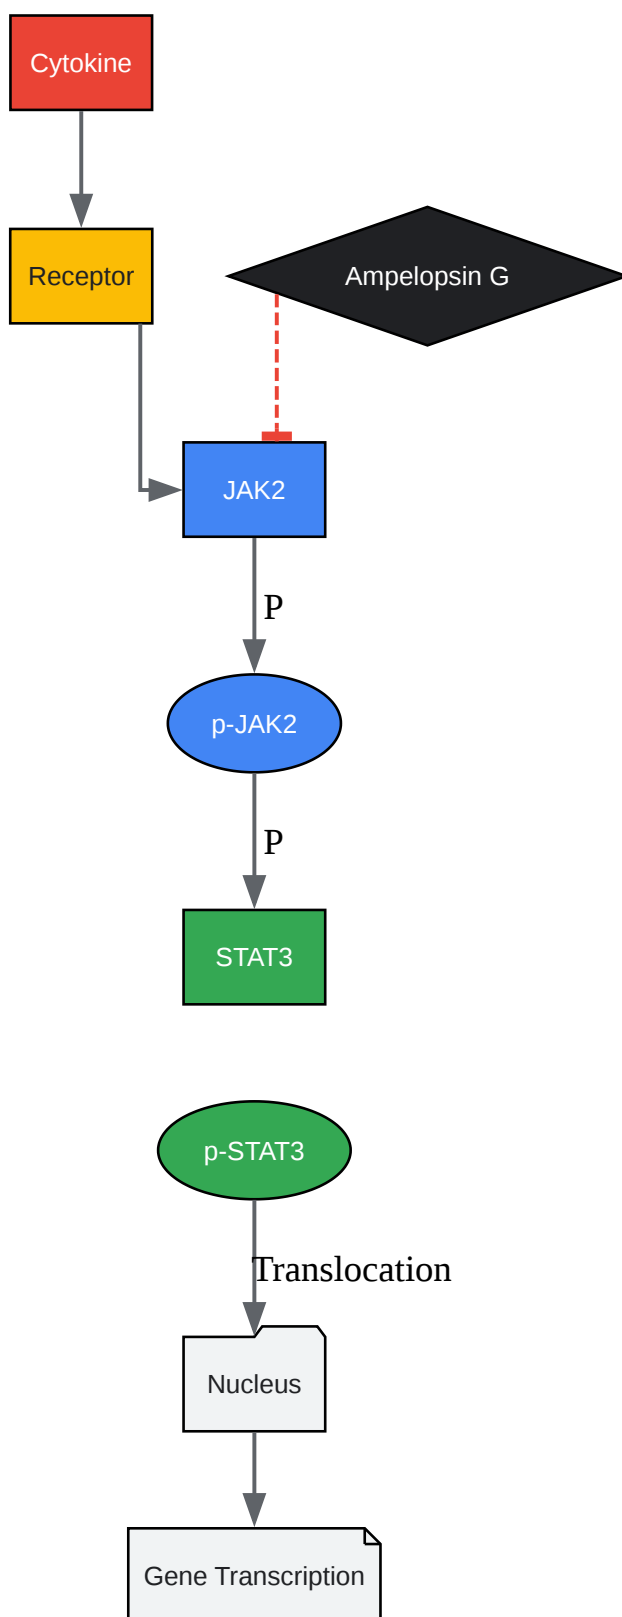 Cytokine
Receptor
Ampelopsin G
JAK2
P
p-JAK2
P
STAT3
p-STAT3
Translocation
Nucleus
Gene Transcription